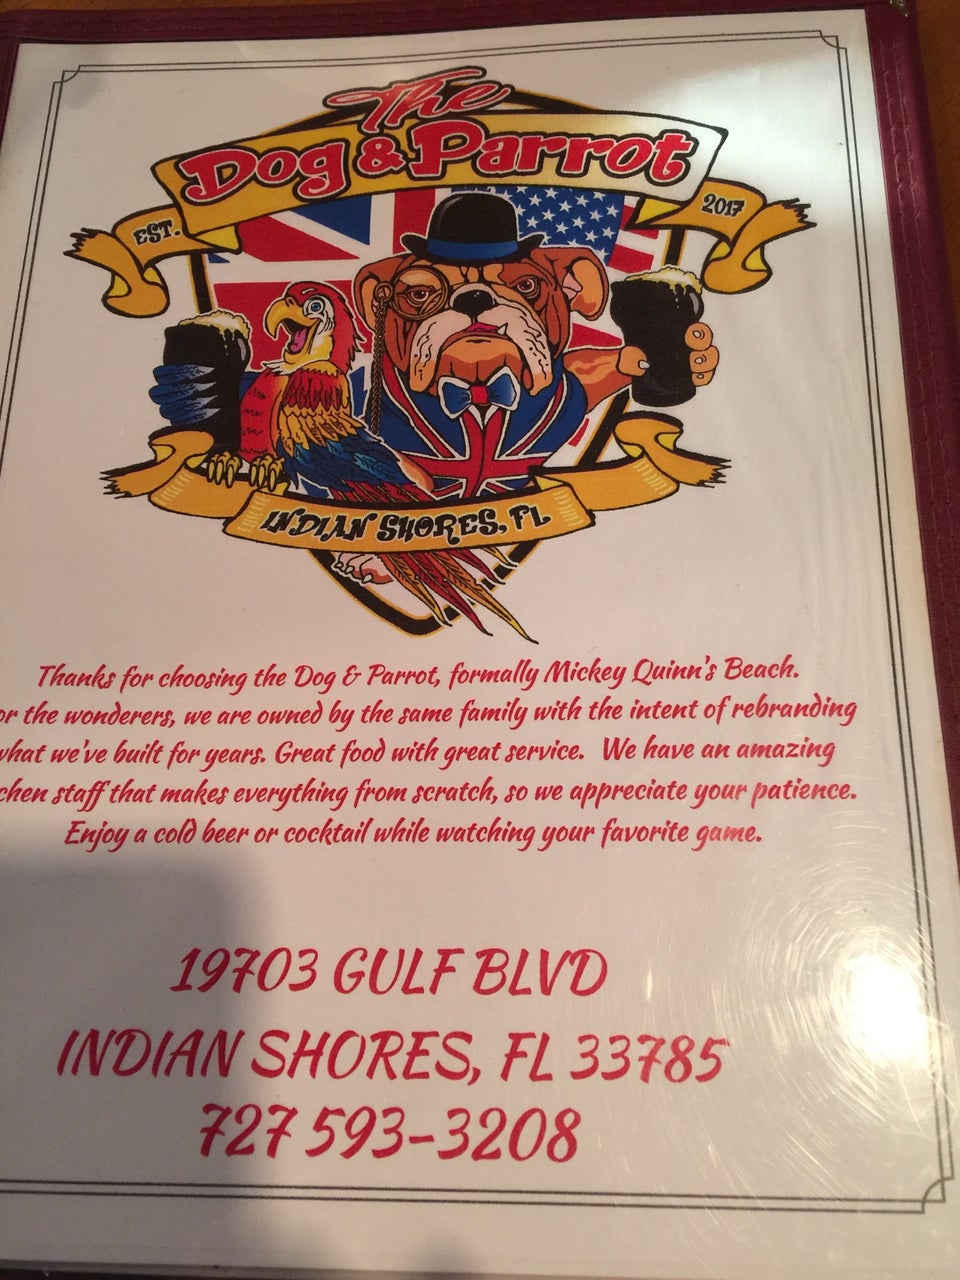 The
Dog & Parrot
EST. 2017
INDIAN SHORES, FL
Thanks for choosing the Dog & Parrot, formally Mickey Quinn's Beach.
or the wonderers, we are owned by the same family with the intent of rebranding
what we've built for years. Great food with great service. We have an amazing
chen staff that makes everything from scratch, so we appreciate your patience.
Enjoy a cold beer or cocktail while watching your favorite game.
19703 GULF BLVD
INDIAN SHORES, FL 33785
727 593-3208